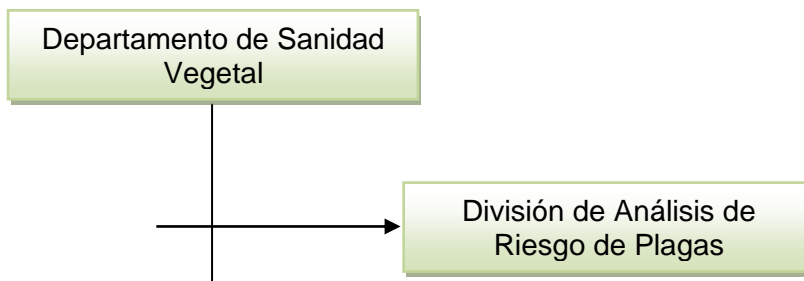 Departamento de Sanidad
Vegetal
División de Análisis de
Riesgo de Plagas